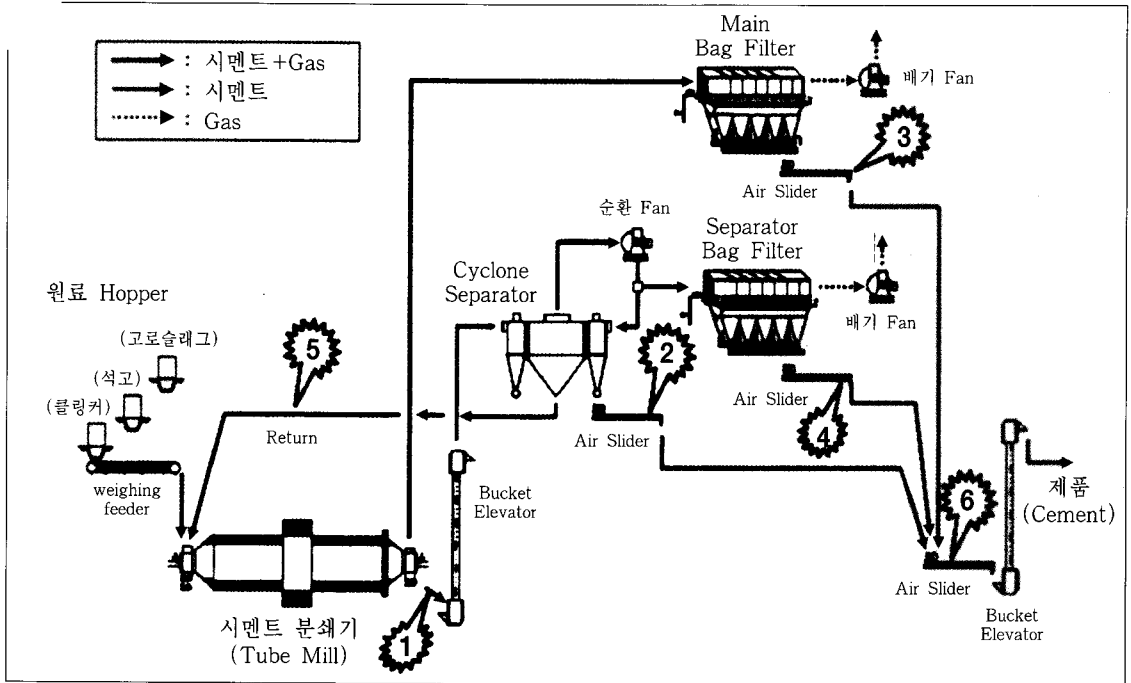 : 시멘트+Gas
: 시멘트
: Gas
Main
Bag Filter
배기 Fan
3
Air Slider
순환 Fan
Separator
Bag Filter
Cyclone
Separator
배기 Fan
원료 Hopper
(고로슬래그)
(석고)
(클링커)
5
2
Air Slider
4
Return
Air Slider
weighing
feeder
Bucket
Elevator
6
제품
(Cement)
Air Slider
Bucket
Elevator
시멘트 분쇄기
(Tube Mill)
1